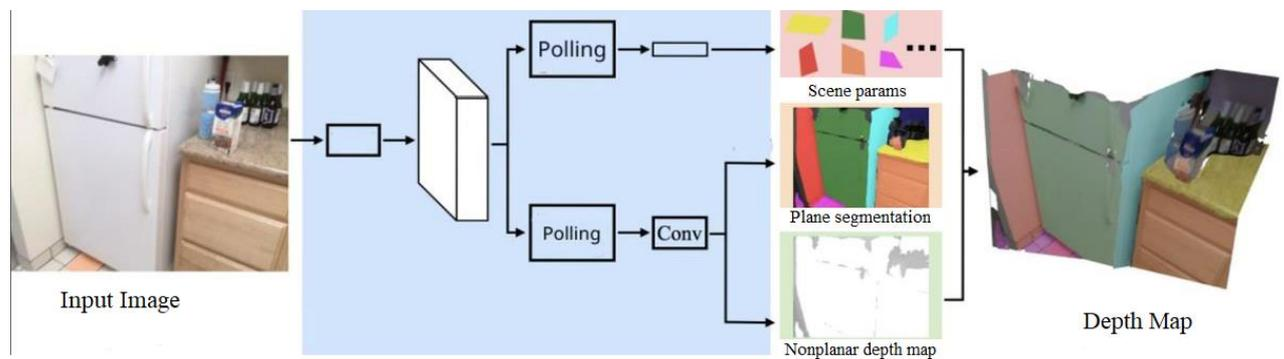 Polling
Scene params
Plane segmentation
Polling
Conv
Nonplanar depth map
Input Image
Depth Map